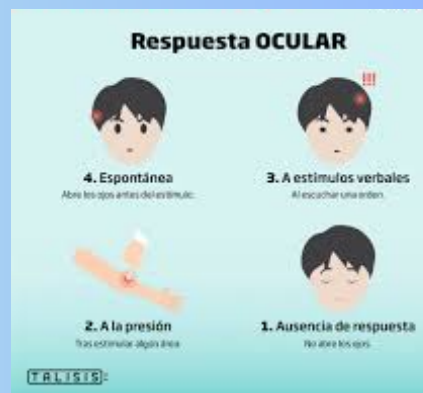 Respuesta OCULAR
!!!
4. Espontánea
Abre los ojos antes del estímulo.
3. A estímulos verbales
Al escuchar una orden.
2. A la presión
Tras estimular algún área.
1. Ausencia de respuesta
No abre los ojos.
TALISIS